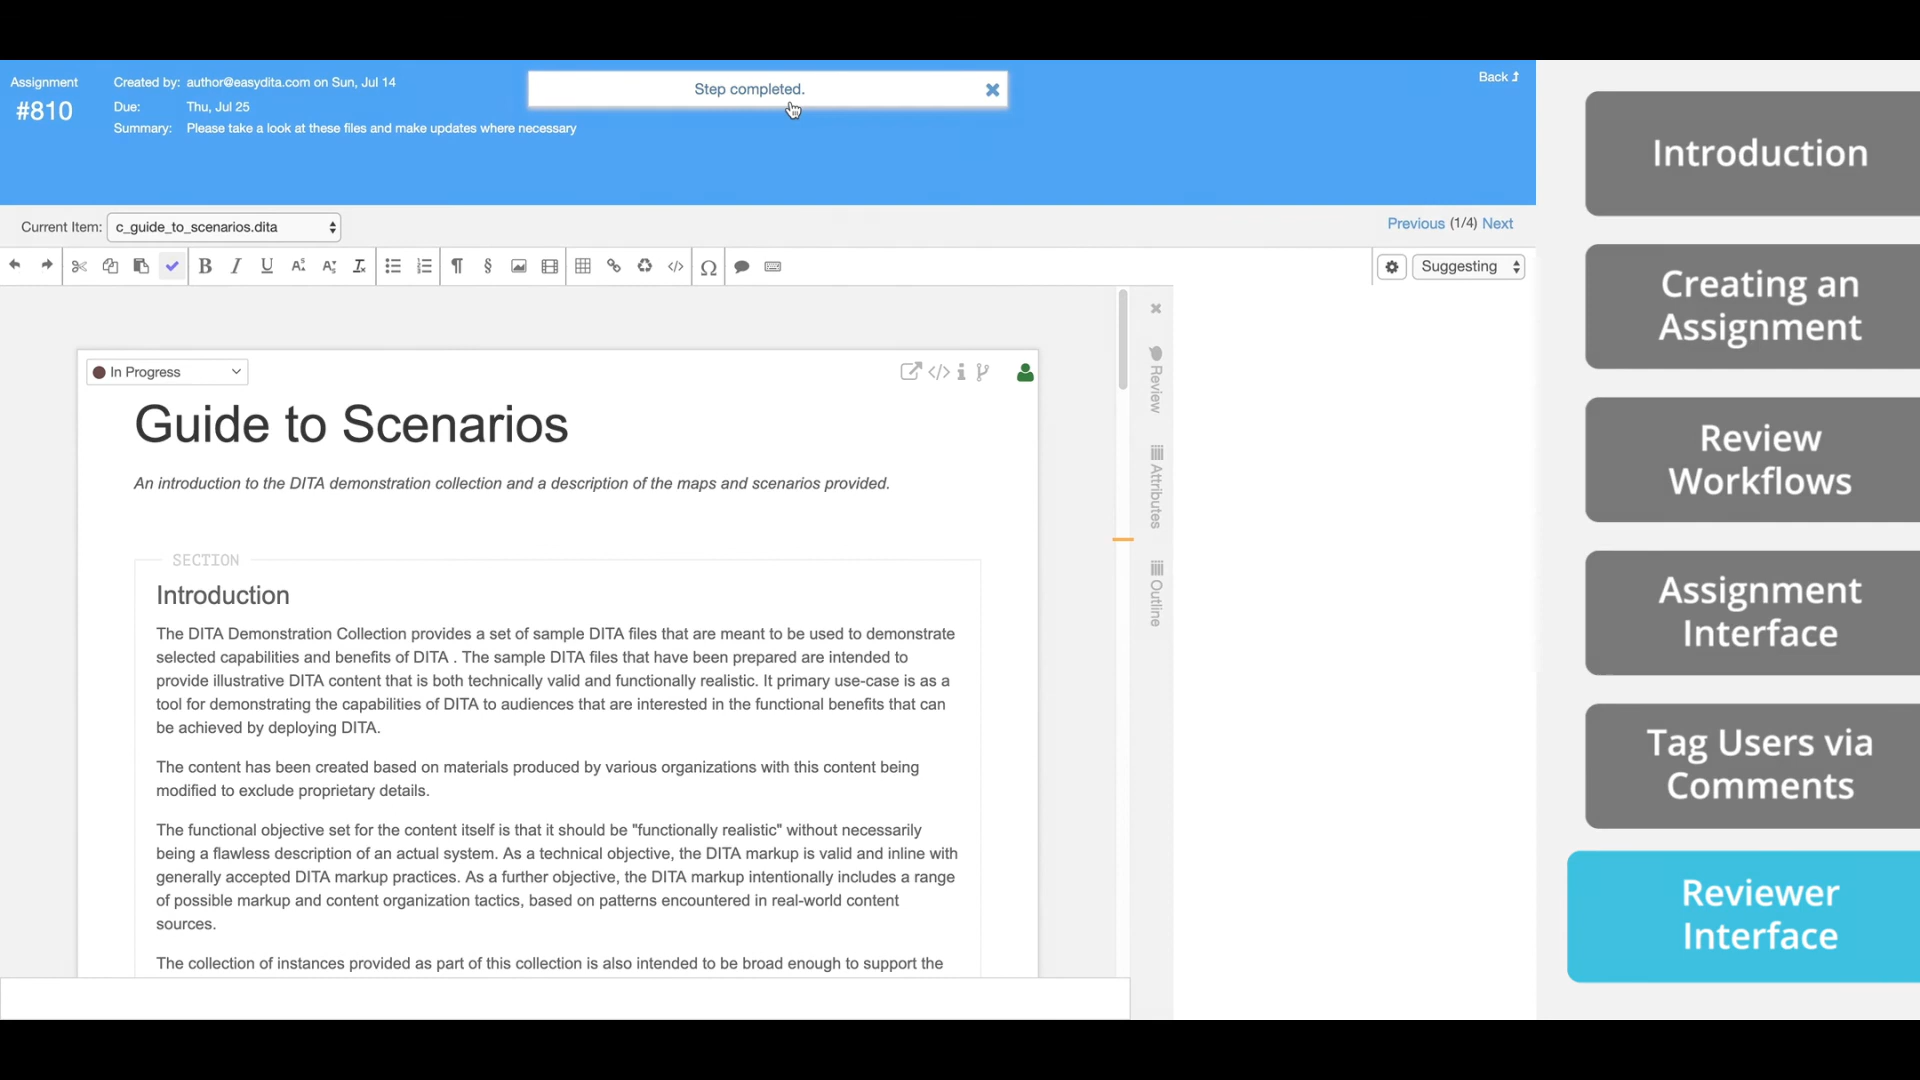 Assignment
#810
Created by: author@easydita.com on Sun, Jul 14
Due: Thu, Jul 25
Summary: Please take a look at these files and make updates where necessary
Step completed.
Back
Current Item: c_guide_to_scenarios.dita
Previous (1/4) Next
Suggesting
In Progress
Guide to Scenarios
An introduction to the DITA demonstration collection and a description of the maps and scenarios provided.
SECTION
Introduction
The DITA Demonstration Collection provides a set of sample DITA files that are meant to be used to demonstrate
selected capabilities and benefits of DITA . The sample DITA files that have been prepared are intended to
provide illustrative DITA content that is both technically valid and functionally realistic. It primary use-case is as a
tool for demonstrating the capabilities of DITA to audiences that are interested in the functional benefits that can
be achieved by deploying DITA.
The content has been created based on materials produced by various organizations with this content being
modified to exclude proprietary details.
The functional objective set for the content itself is that it should be "functionally realistic" without necessarily
being a flawless description of an actual system. As a technical objective, the DITA markup is valid and inline with
generally accepted DITA markup practices. As a further objective, the DITA markup intentionally includes a range
of possible markup and content organization tactics, based on patterns encountered in real-world content
sources.
The collection of instances provided as part of this collection is also intended to be broad enough to support the
Review
Attributes
Outline
Introduction
Creating an
Assignment
Review
Workflows
Assignment
Interface
Tag Users via
Comments
Reviewer
Interface